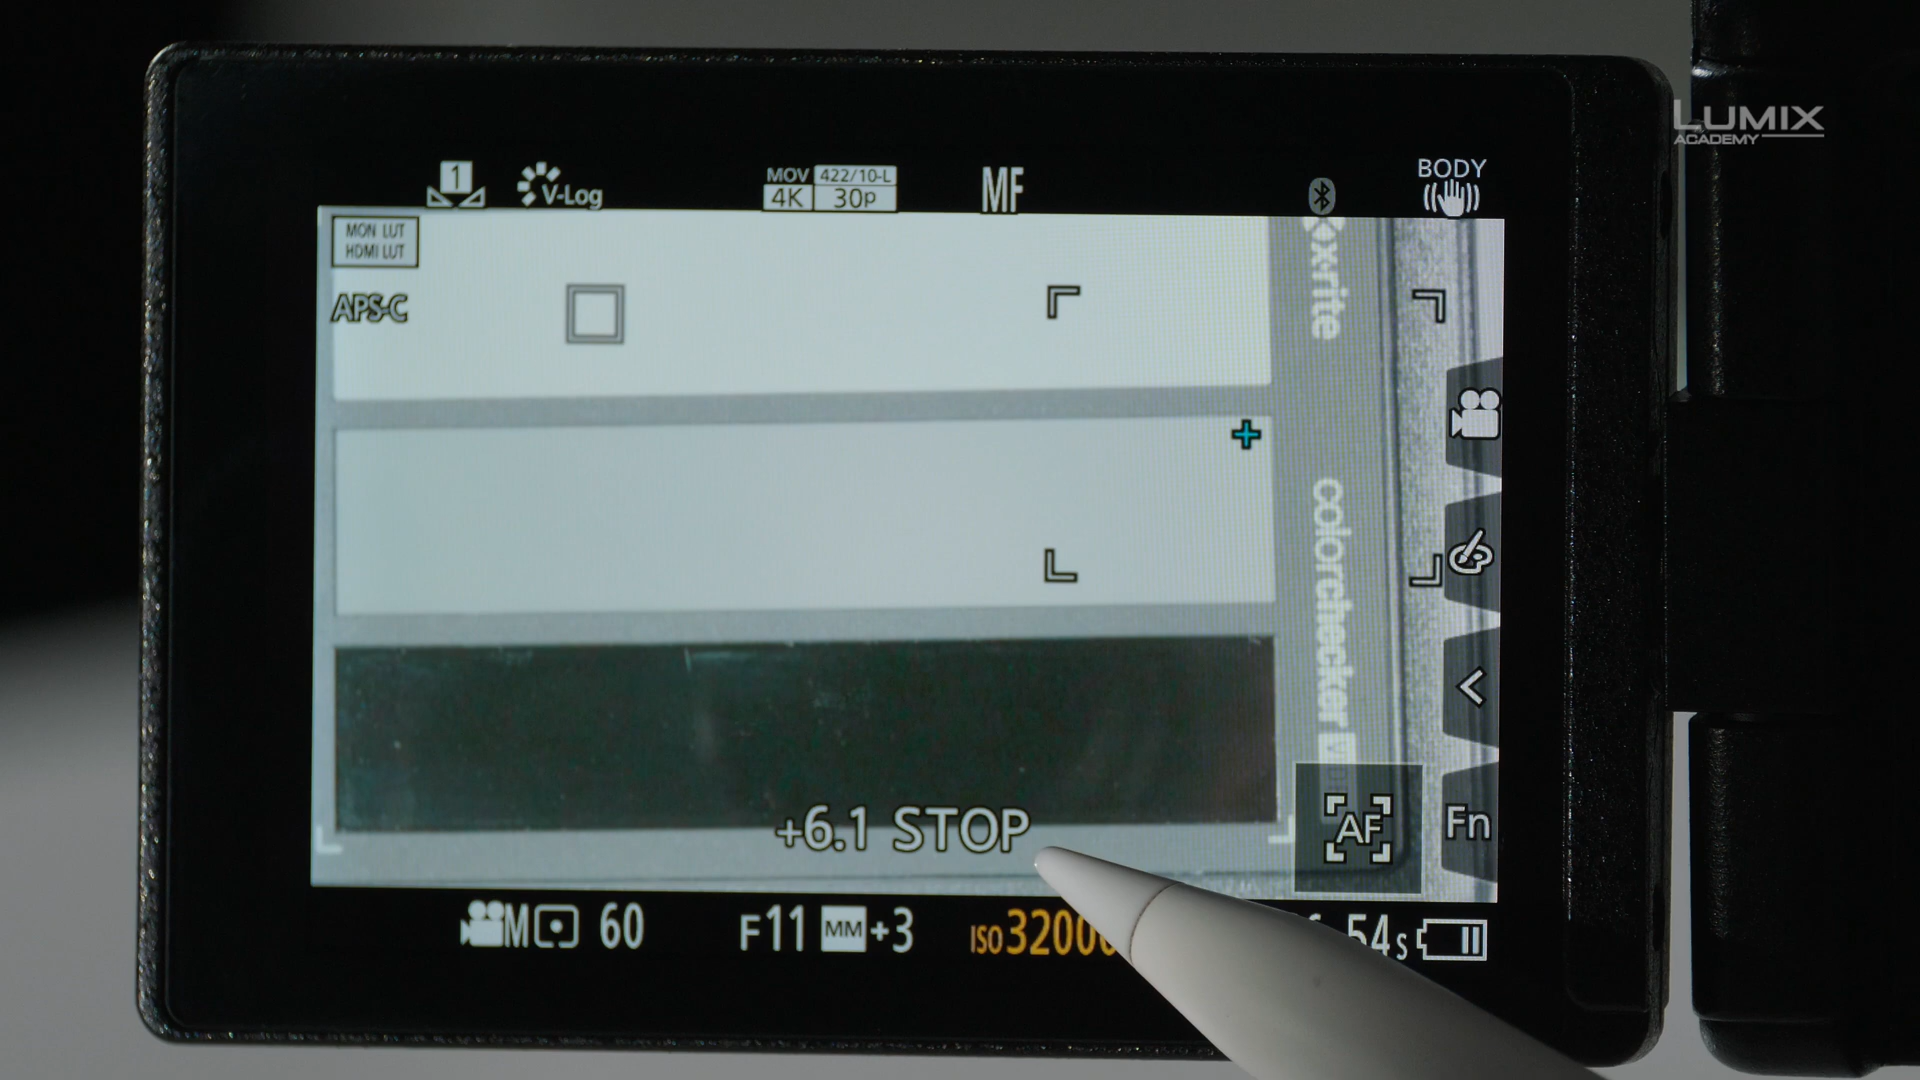 LUMIX
ACADEMY
BODY
1
V-Log
MOV 422/10-L
4K 30P
MF
MON LUT
HDMI LUT
APS-C
x-rite
colorchecker
+6.1 STOP
AF
Fn
M 60
F11
MM +3
ISO
54s